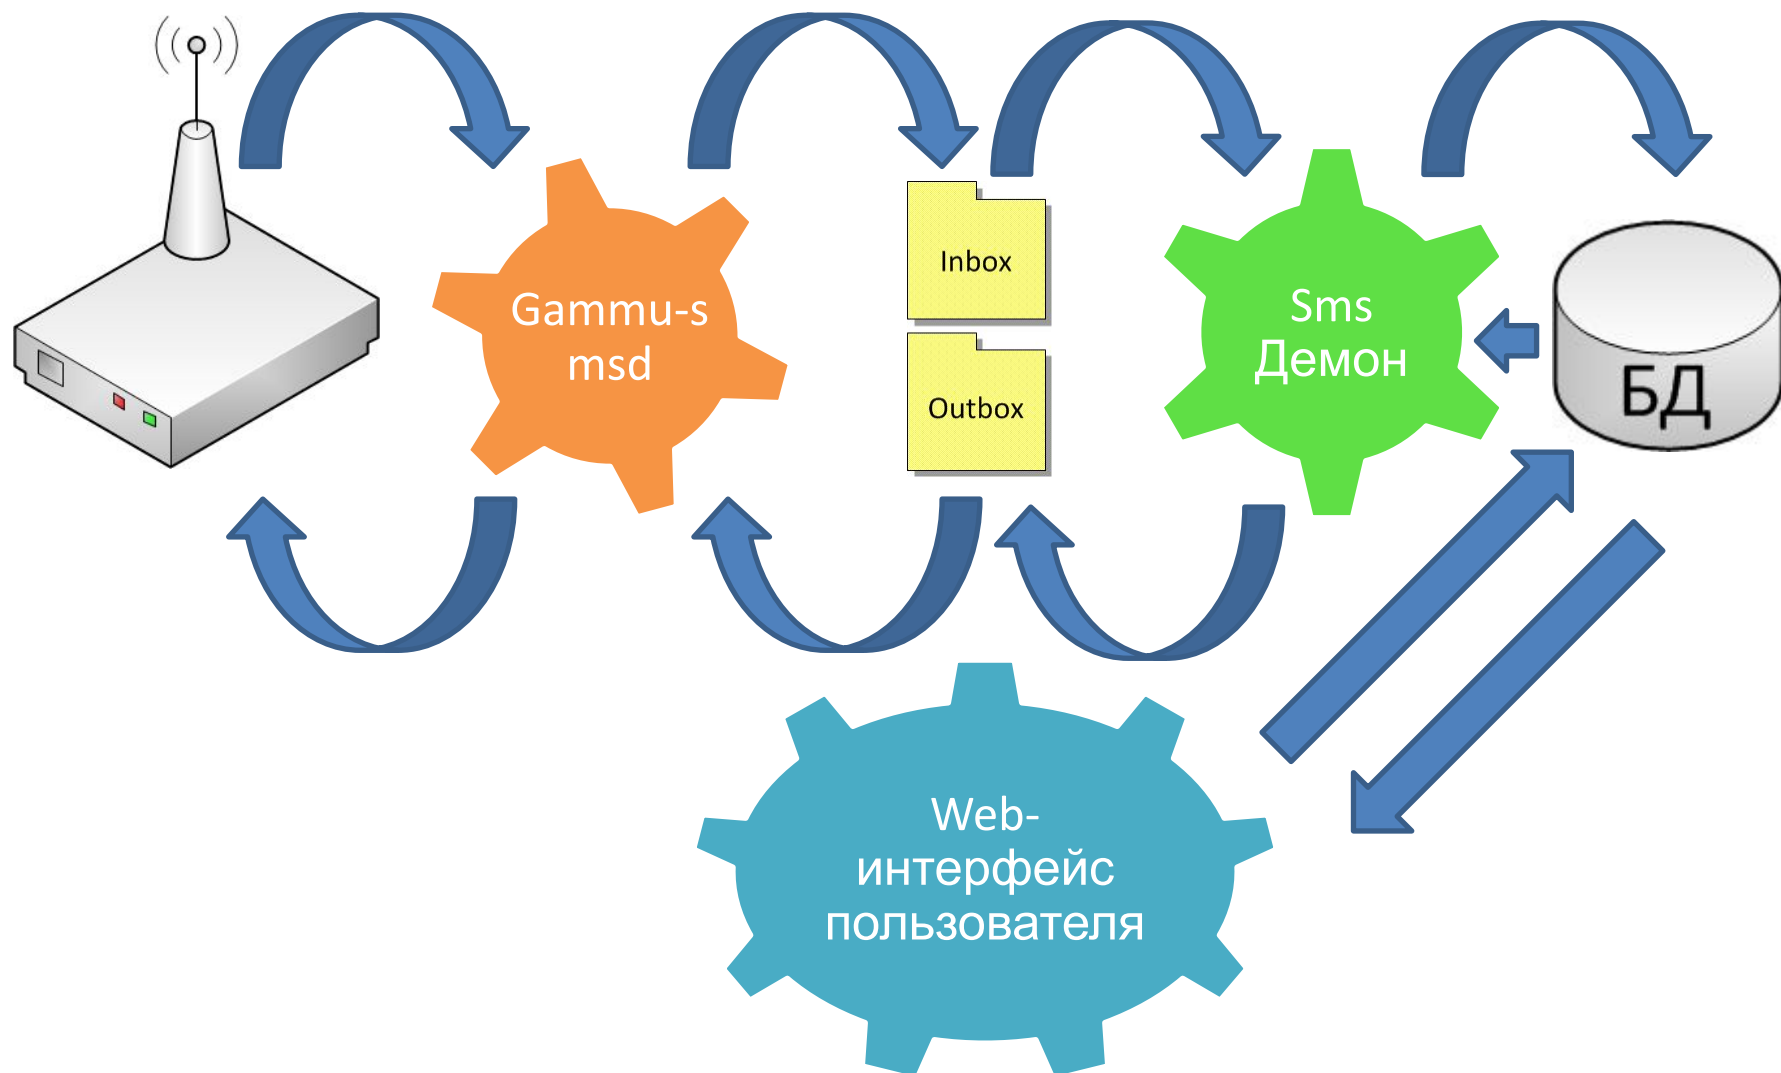 Gammu-s
msd
Inbox
Outbox
Sms
Демон
БД
Web-
интерфейс
пользователя